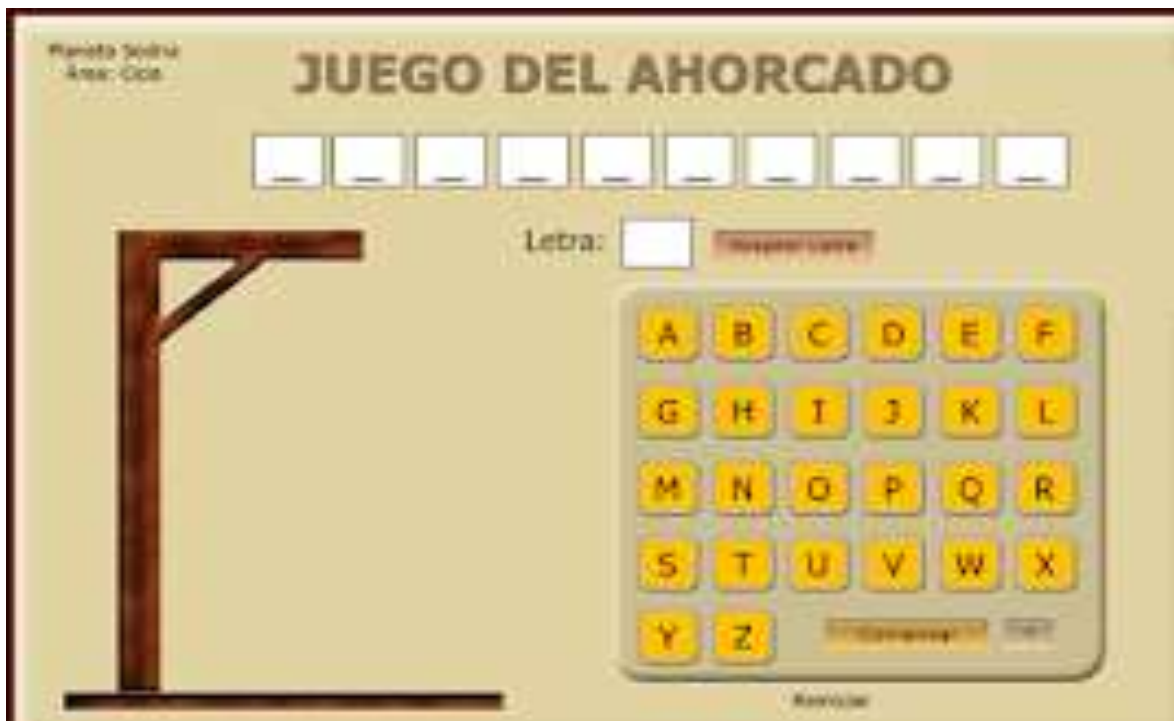 JUEGO DEL AHORCADO
_ _ _ _ _ _ _ _ _ _
Letra:
A B C D E F
G H I J K L
M N O P Q R
S T U V W X
Y Z